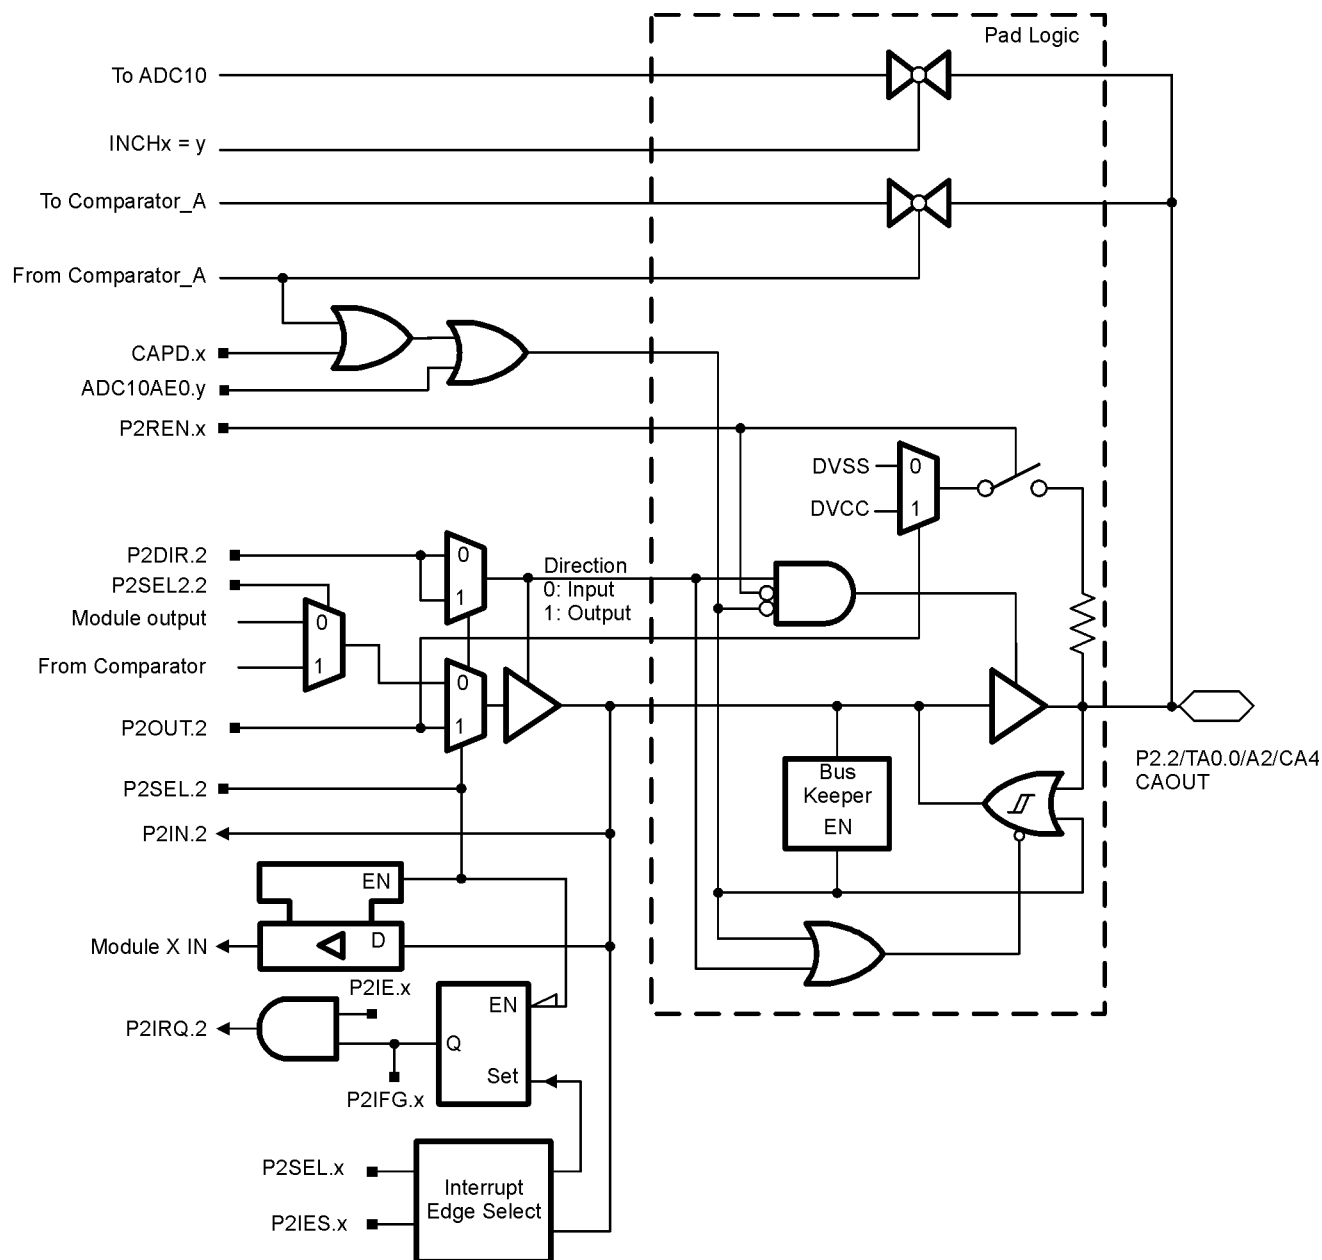 Pad Logic
To ADC10
INCHx = y
To Comparator_A
From Comparator_A
CAPD.x
ADC10AE0.y
P2REN.x
DVSS
0
DVCC
1
P2DIR.2
0
1
Direction
0: Input
1: Output
P2SEL2.2
Module output
0
From Comparator
1
0
1
P2OUT.2
P2SEL.2
P2IN.2
Bus
Keeper
EN
P2.2/TA0.0/A2/CA4
CAOUT
EN
D
Module X IN
P2IE.x
P2IRQ.2
EN
Q
Set
P2IFG.x
P2SEL.x
P2IES.x
Interrupt
Edge Select